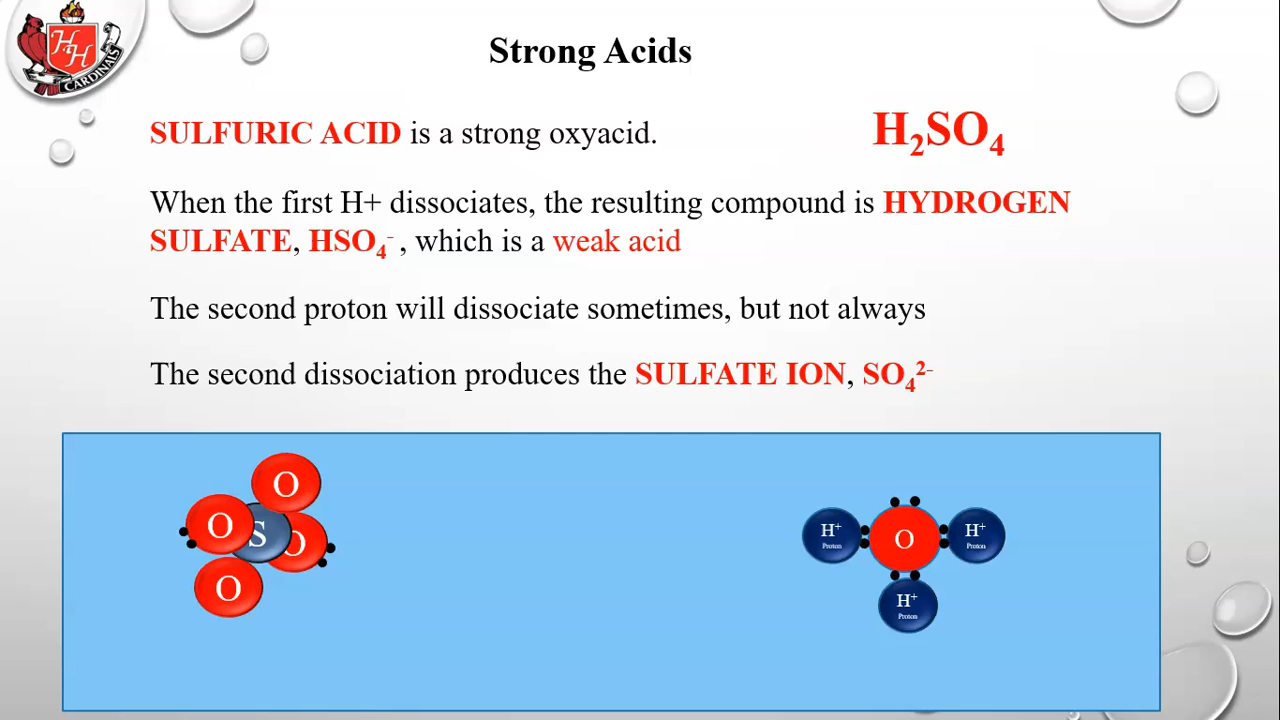 H
H
CARDINALS
Strong Acids
SULFURIC ACID is a strong oxyacid.
H₂SO₄
When the first H+ dissociates, the resulting compound is HYDROGEN
SULFATE, HSO₄⁻ , which is a weak acid
The second proton will dissociate sometimes, but not always
The second dissociation produces the SULFATE ION, SO₄²⁻
O
O
S
O
O
H⁺
Proton
O
H⁺
Proton
H⁺
Proton